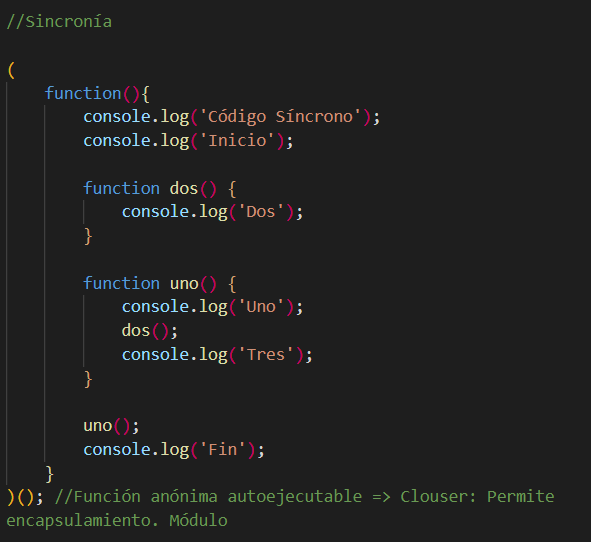 //Sincronía
(
    function(){
        console.log('Código Síncrono');
        console.log('Inicio');
        function dos() {
            console.log('Dos');
        }
        function uno() {
            console.log('Uno');
            dos();
            console.log('Tres');
        }
        uno();
        console.log('Fin');
    }
)(); //Función anónima autoejecutable => Clouser: Permite
encapsulamiento. Módulo